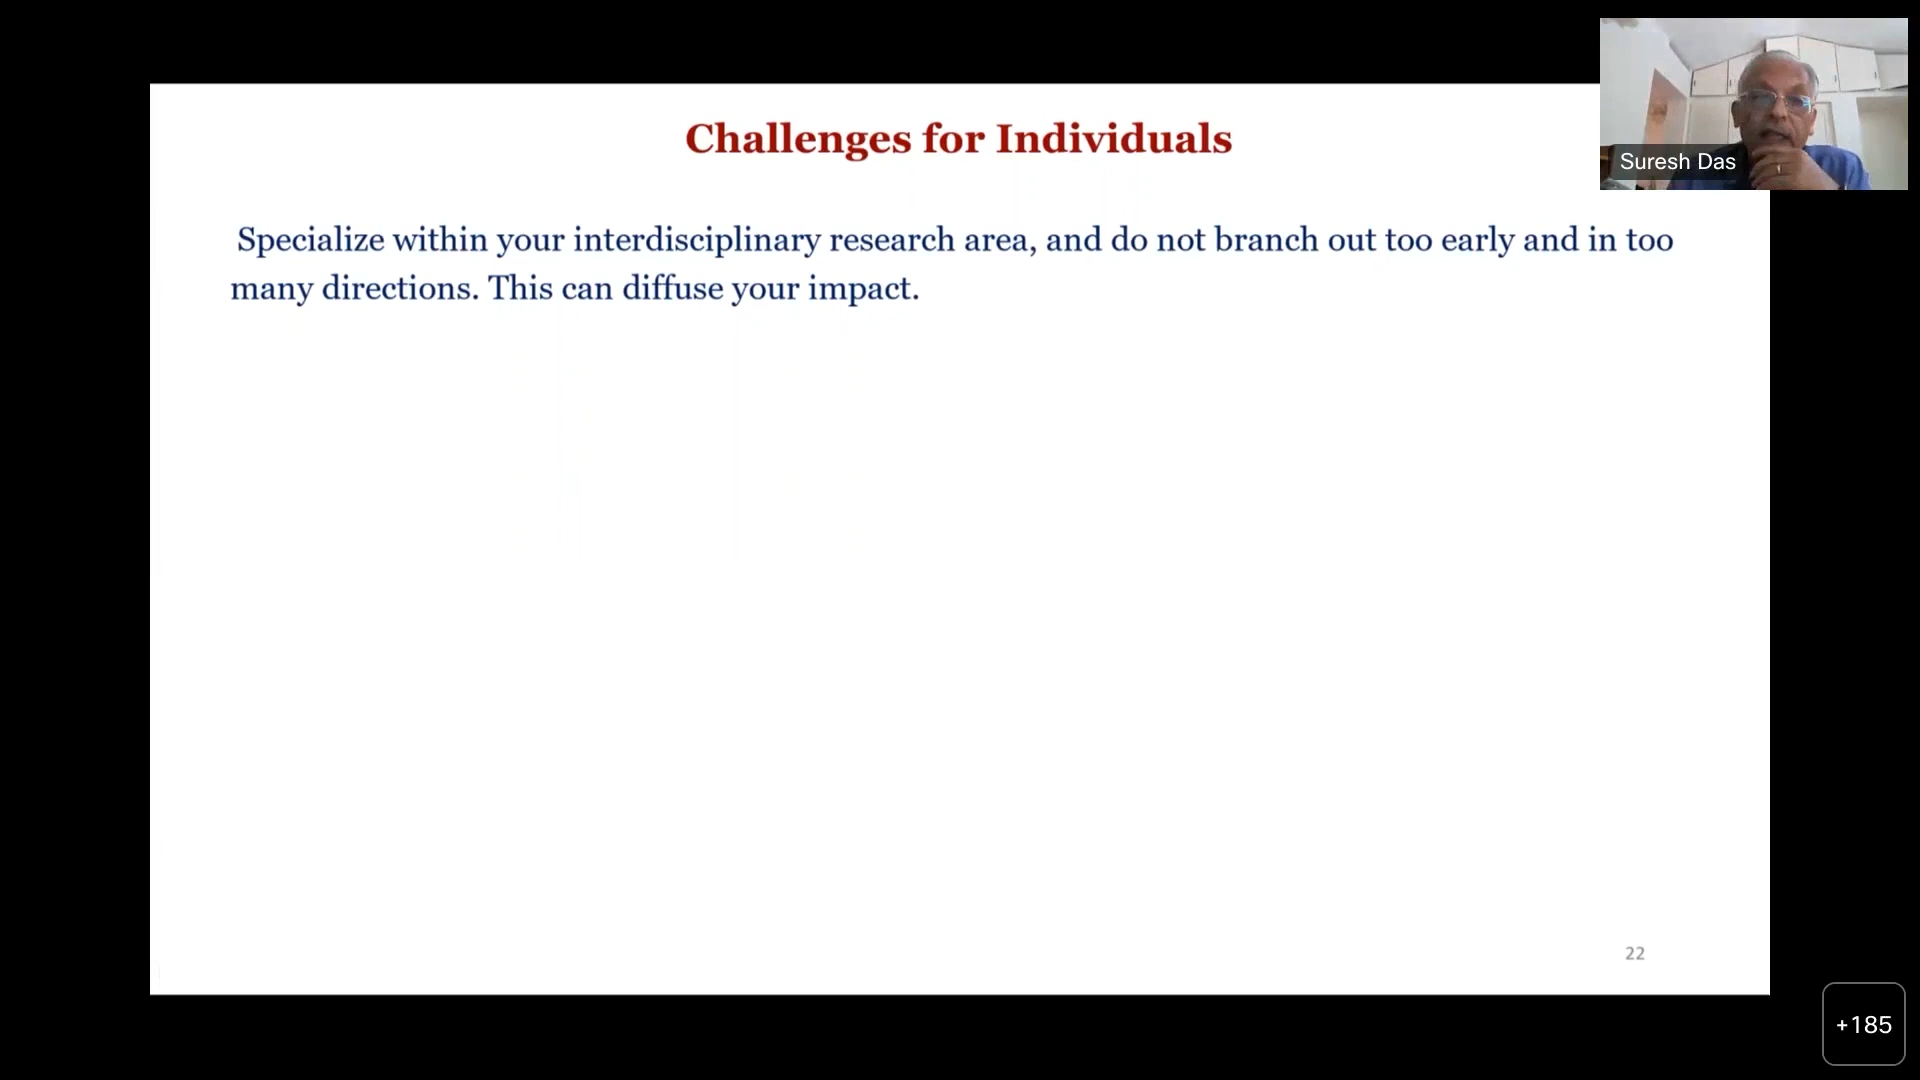 Challenges for Individuals
Suresh Das
Specialize within your interdisciplinary research area, and do not branch out too early and in too
many directions. This can diffuse your impact.
22
+185